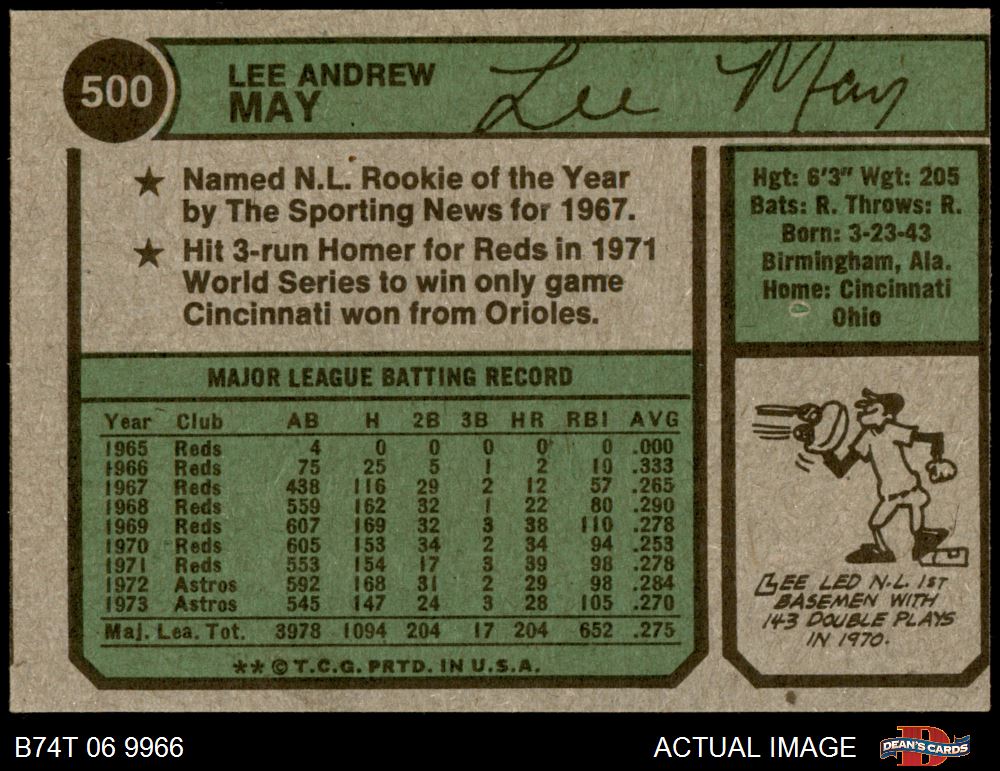 500
LEE ANDREW
MAY
Lee May
★ Named N.L. Rookie of the Year
by The Sporting News for 1967.
★ Hit 3-run Homer for Reds in 1971
World Series to win only game
Cincinnati won from Orioles.
Hgt: 6'3" Wgt: 205
Bats: R. Throws: R.
Born: 3-23-43
Birmingham, Ala.
Home: Cincinnati
Ohio
MAJOR LEAGUE BATTING RECORD
Year Club AB H 2B 3B HR RBI AVG
1965 Reds 4 0 0 0 0 0 .000
1966 Reds 75 25 5 1 2 10 .333
1967 Reds 438 116 29 2 12 57 .265
1968 Reds 559 162 32 1 22 80 .290
1969 Reds 607 169 32 3 38 110 .278
1970 Reds 605 153 34 2 34 94 .253
1971 Reds 553 154 17 3 39 98 .278
1972 Astros 592 168 31 2 29 98 .284
1973 Astros 545 147 24 3 28 105 .270
Maj. Lea. Tot. 3978 1094 204 17 204 652 .275
** © T.C.G. PRTD. IN U.S.A.
LEE LED N.L. 1ST
BASEMEN WITH
143 DOUBLE PLAYS
IN 1970.
B74T 06 9966
ACTUAL IMAGE
DEAN'S CARDS